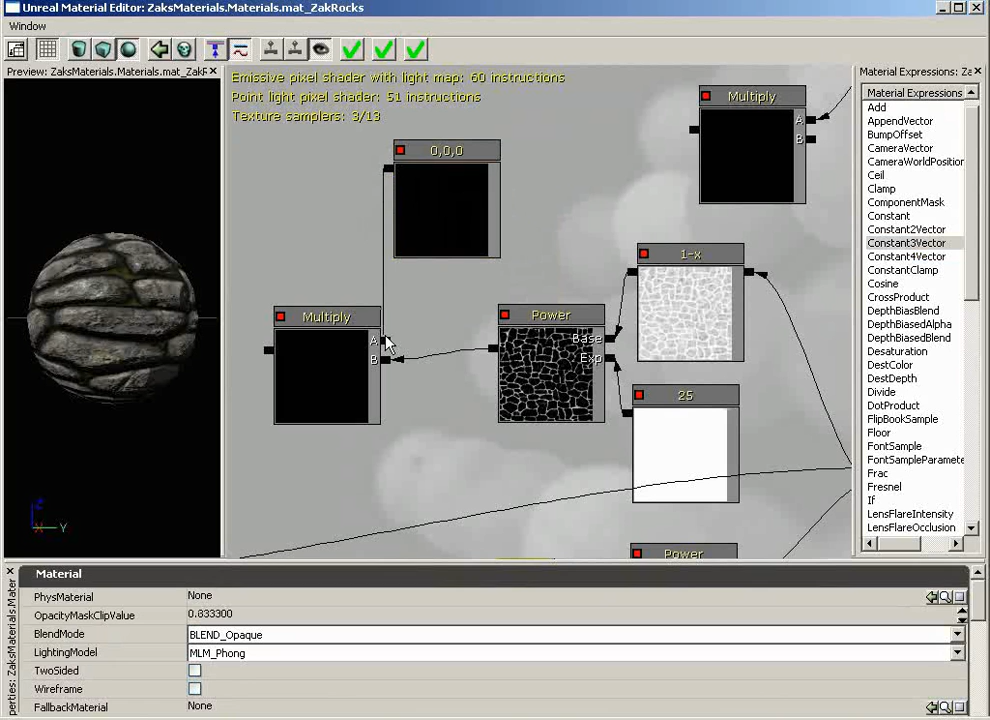 Unreal Material Editor: ZaksMaterials.Materials.mat_ZakRocks
Window
Preview: ZaksMaterials.Materials.mat_ZakF
Z
X
Y
Emissive pixel shader with light map: 60 instructions
Point light pixel shader: 51 instructions
Texture samplers: 3/13
0,0,0
Multiply
A
B
1-x
Multiply
A
B
Power
Base
Exp
25
Power
Material Expressions: Za
Material Expressions
Add
AppendVector
BumpOffset
CameraVector
CameraWorldPosition
Ceil
Clamp
ComponentMask
Constant
Constant2Vector
Constant3Vector
Constant4Vector
ConstantClamp
Cosine
CrossProduct
DepthBiasBlend
DepthBiasedAlpha
DepthBiasedBlend
Desaturation
DestColor
DestDepth
Divide
DotProduct
FlipBookSample
Floor
FontSample
FontSampleParamete
Frac
Fresnel
If
LensFlareIntensity
LensFlareOcclusion
perties: ZaksMaterials.Mater
Material
PhysMaterial None
OpacityMaskClipValue 0.833300
BlendMode BLEND_Opaque
LightingModel MLM_Phong
TwoSided
Wireframe
FallbackMaterial None